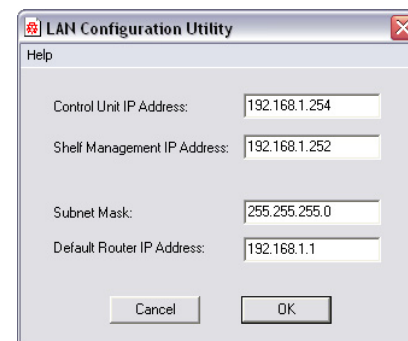 LAN Configuration Utility
Help
Control Unit IP Address: 192.168.1.254
Shelf Management IP Address: 192.168.1.252
Subnet Mask: 255.255.255.0
Default Router IP Address: 192.168.1.1
Cancel OK